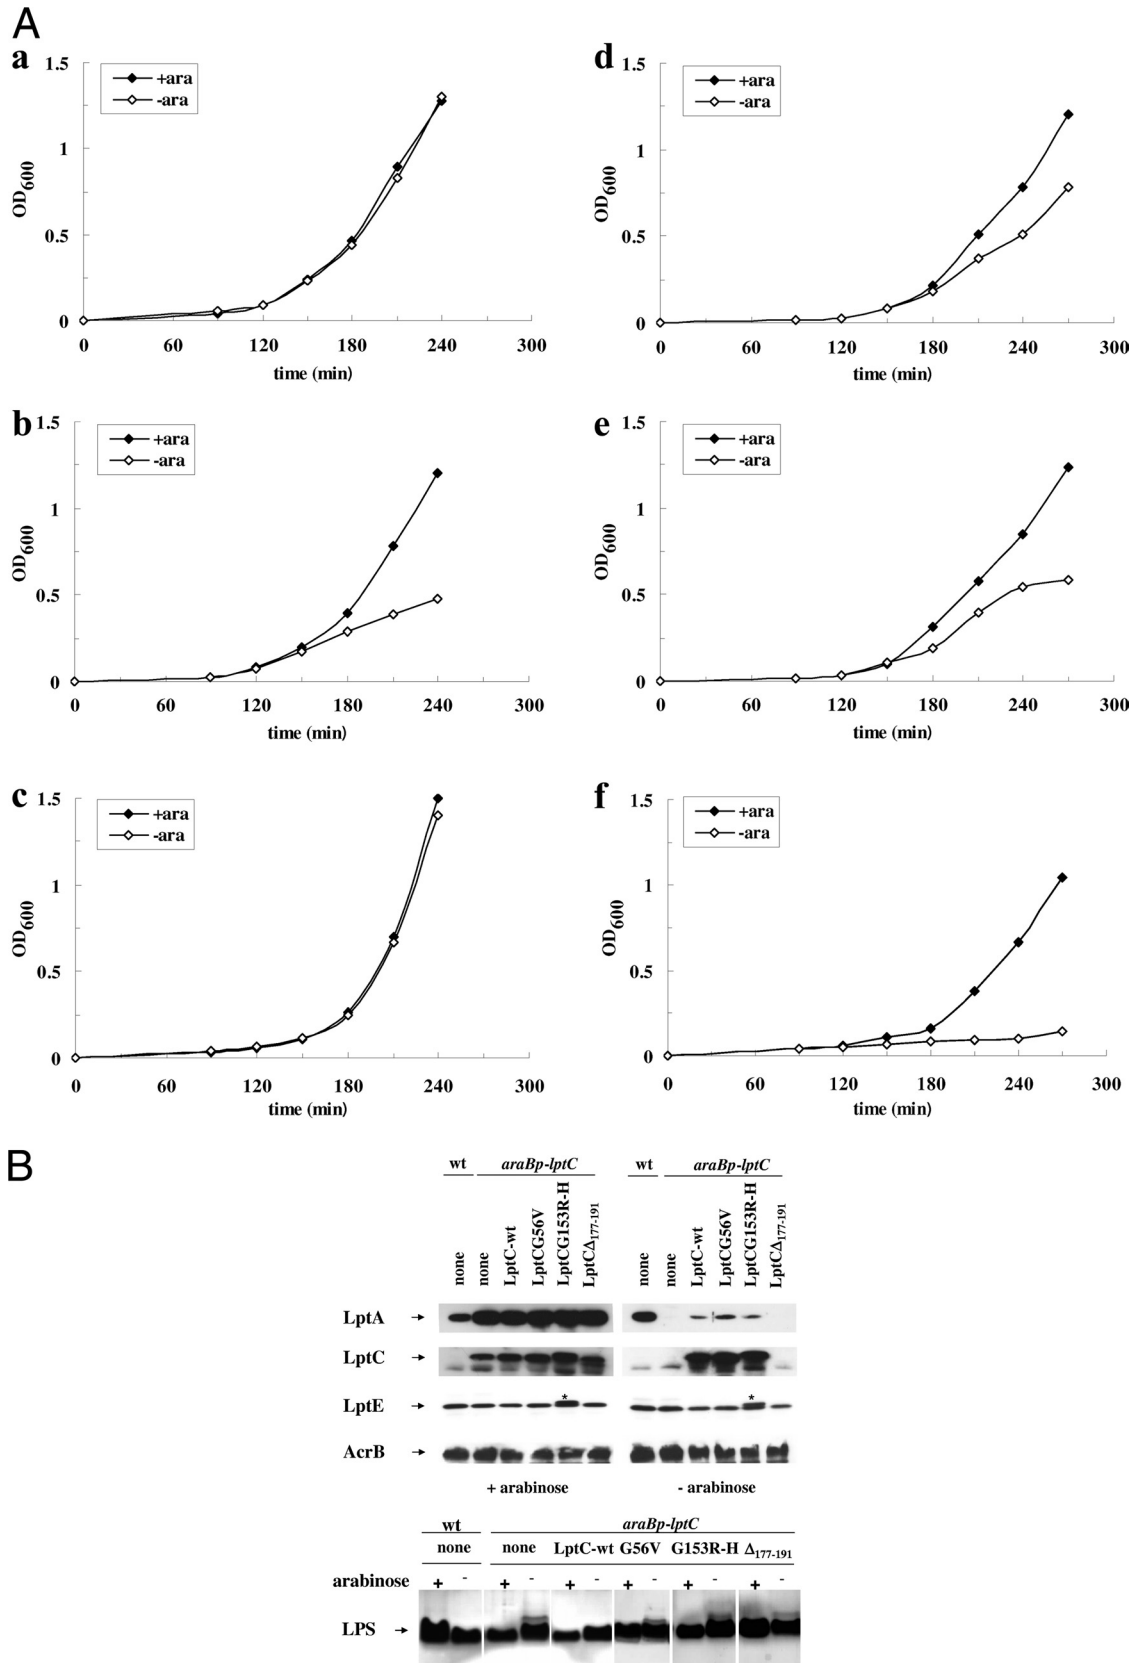 A
a
1.5
+ara
-ara
1
OD600
0.5
0
0 60 120 180 240 300
time (min)
d
1.5
+ara
-ara
1
OD600
0.5
0
0 60 120 180 240 300
time (min)
b
1.5
+ara
-ara
1
OD600
0.5
0
0 60 120 180 240 300
time (min)
e
1.5
+ara
-ara
1
OD600
0.5
0
0 60 120 180 240 300
time (min)
c
1.5
+ara
-ara
1
OD600
0.5
0
0 60 120 180 240 300
time (min)
f
1.5
+ara
-ara
1
OD600
0.5
0
0 60 120 180 240 300
time (min)
B
wt araBp-lptC wt araBp-lptC
none none LptC-wt LptCG56V LptCG153R-H LptCΔ177-191 none none LptC-wt LptCG56V LptCG153R-H LptCΔ177-191
LptA
LptC
LptE * *
AcrB
+ arabinose - arabinose
wt araBp-lptC
none none LptC-wt G56V G153R-H Δ177-191
arabinose + - + - + - + - + - + -
LPS